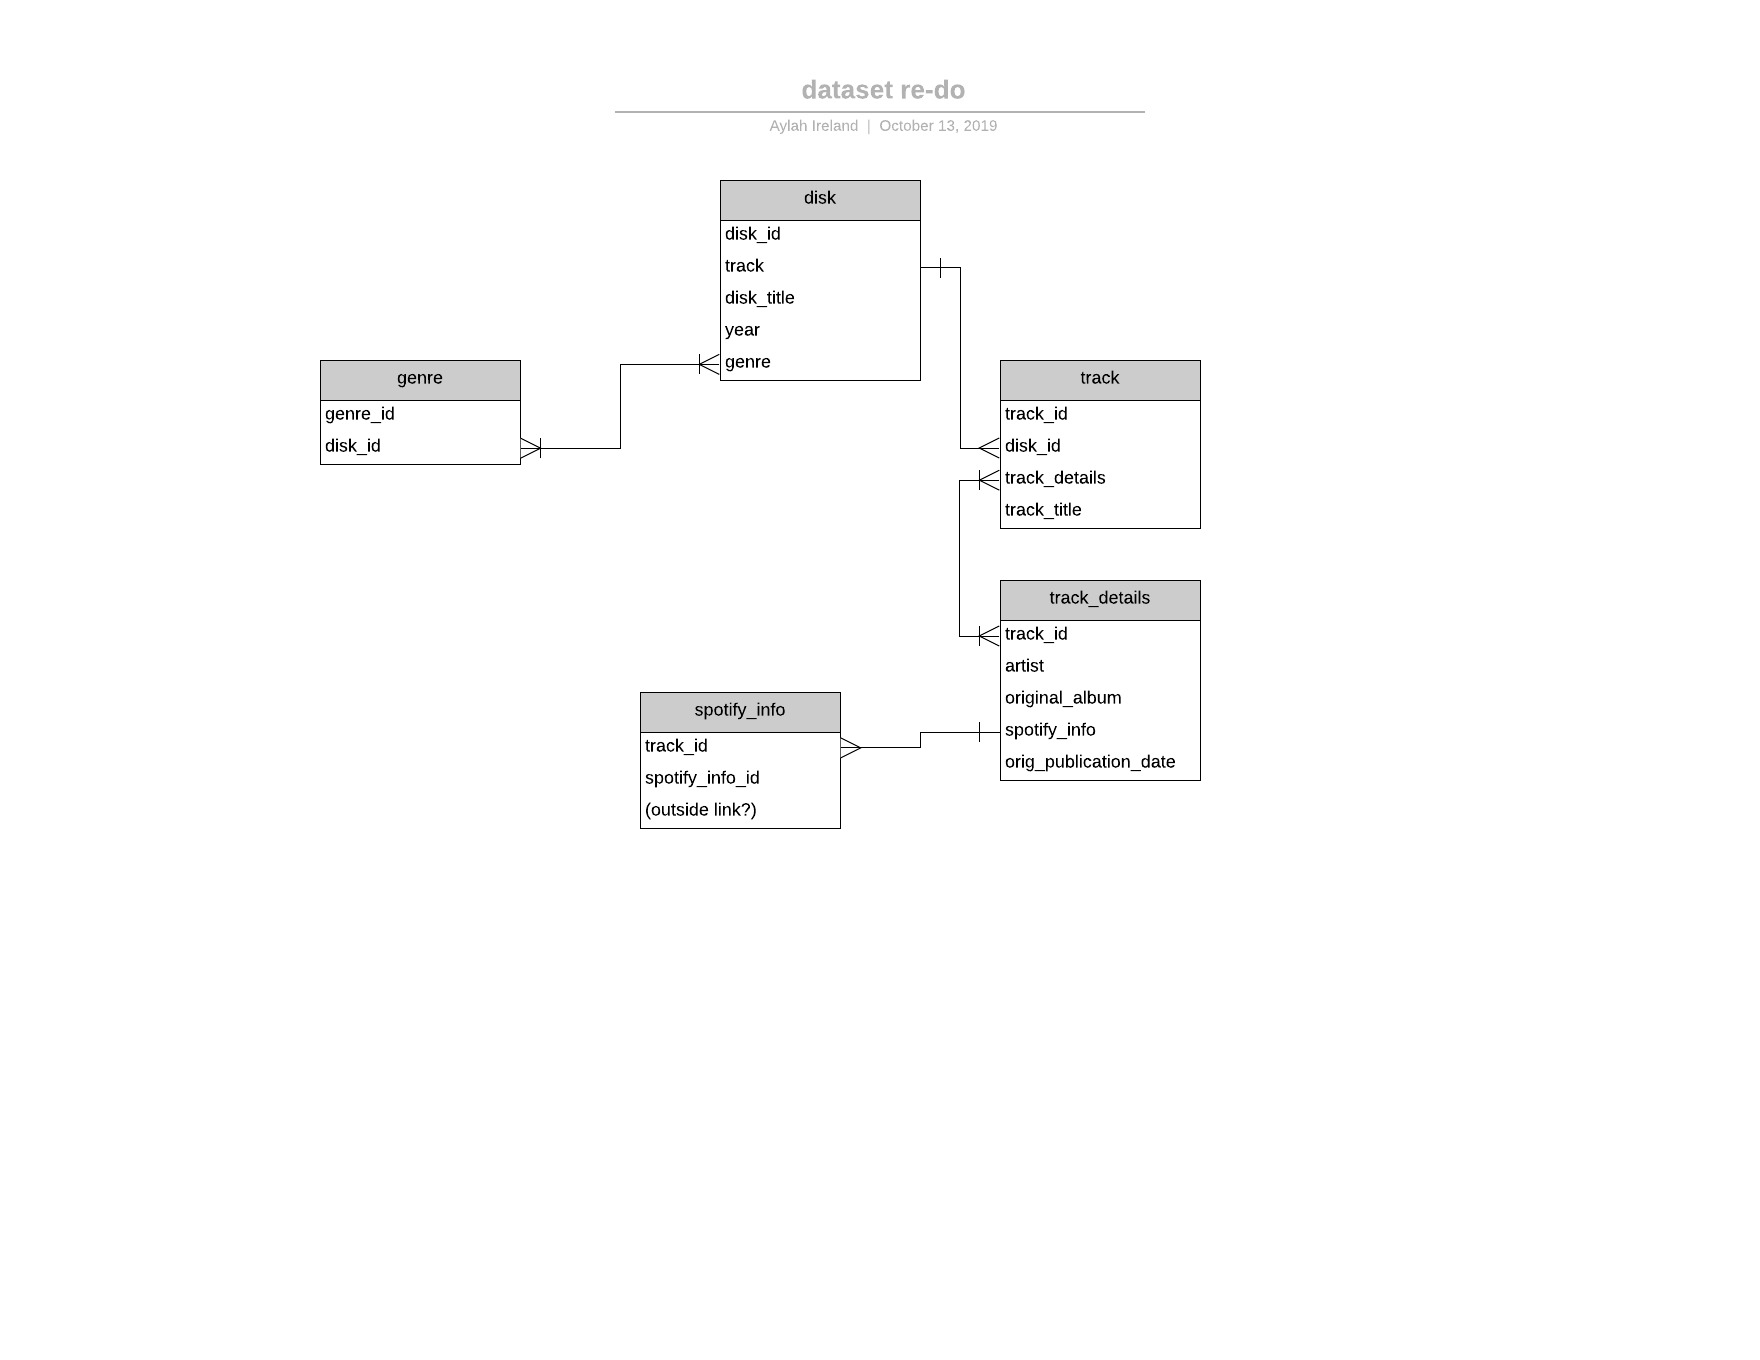 dataset re-do
Aylah Ireland | October 13, 2019
disk
disk_id
track
disk_title
year
genre
genre
genre_id
disk_id
track
track_id
disk_id
track_details
track_title
track_details
track_id
artist
original_album
spotify_info
orig_publication_date
spotify_info
track_id
spotify_info_id
(outside link?)